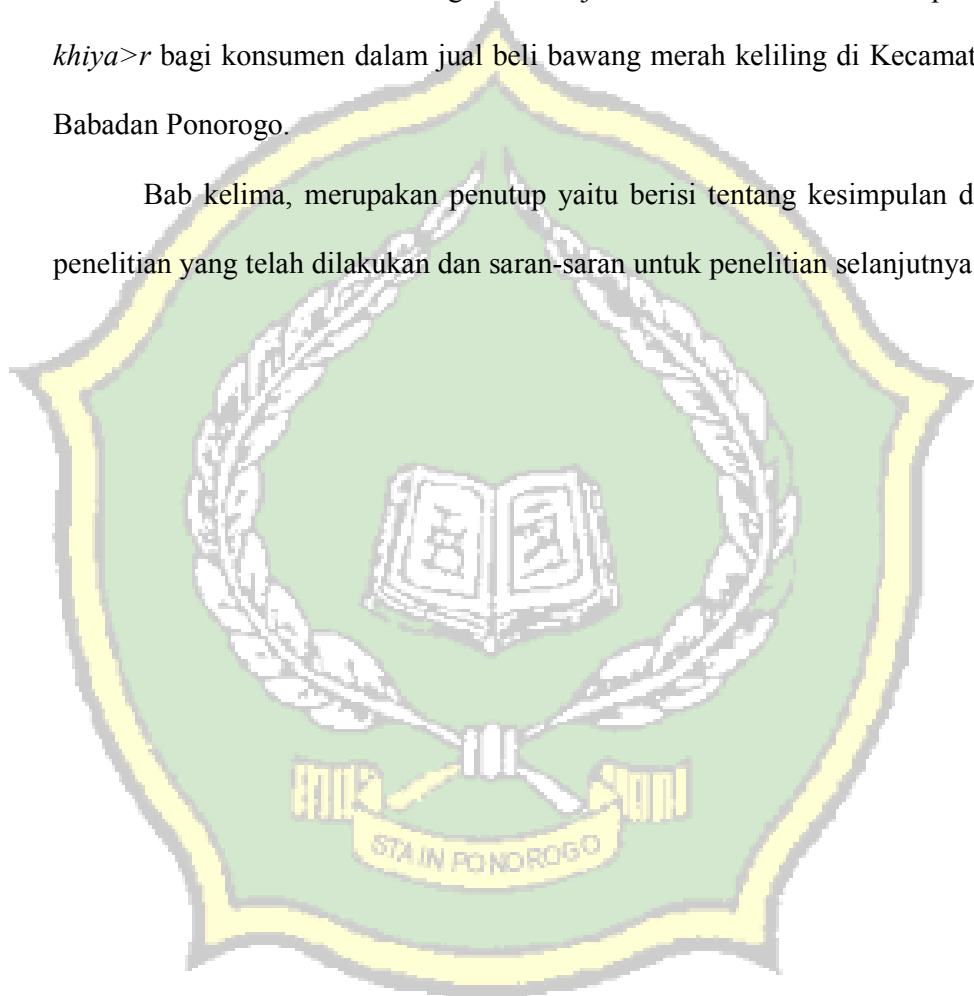 khiya>r bagi konsumen dalam jual beli bawang merah keliling di Kecamat
Babadan Ponorogo.
Bab kelima, merupakan penutup yaitu berisi tentang kesimpulan d
penelitian yang telah dilakukan dan saran-saran untuk penelitian selanjutnya
STAIN PONOROGO